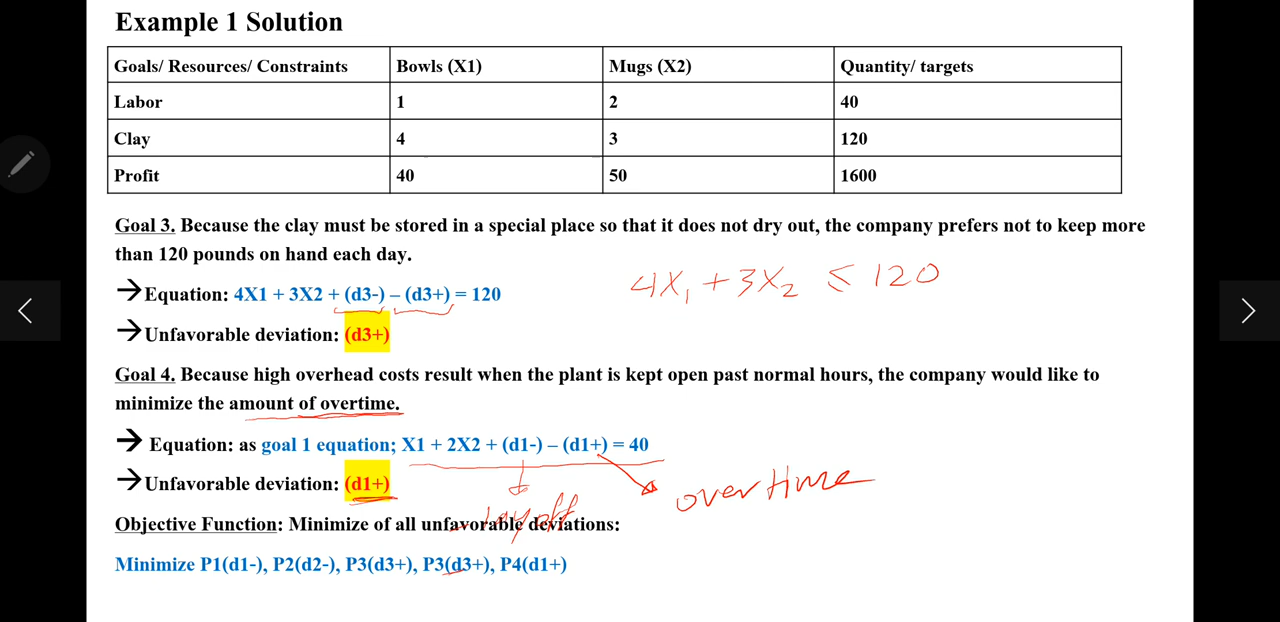 Example 1 Solution
Goals/ Resources/ Constraints Bowls (X1) Mugs (X2) Quantity/ targets
Labor 1 2 40
Clay 4 3 120
Profit 40 50 1600
Goal 3. Because the clay must be stored in a special place so that it does not dry out, the company prefers not to keep more
than 120 pounds on hand each day.
4X₁ + 3X₂ ≤ 120
→Equation: 4X1 + 3X2 + (d3-) – (d3+) = 120
→Unfavorable deviation: (d3+)
Goal 4. Because high overhead costs result when the plant is kept open past normal hours, the company would like to
minimize the amount of overtime.
→ Equation: as goal 1 equation; X1 + 2X2 + (d1-) – (d1+) = 40
→Unfavorable deviation: (d1+)
overtime
layoff
Objective Function: Minimize of all unfavorable deviations:
Minimize P1(d1-), P2(d2-), P3(d3+), P3(d3+), P4(d1+)